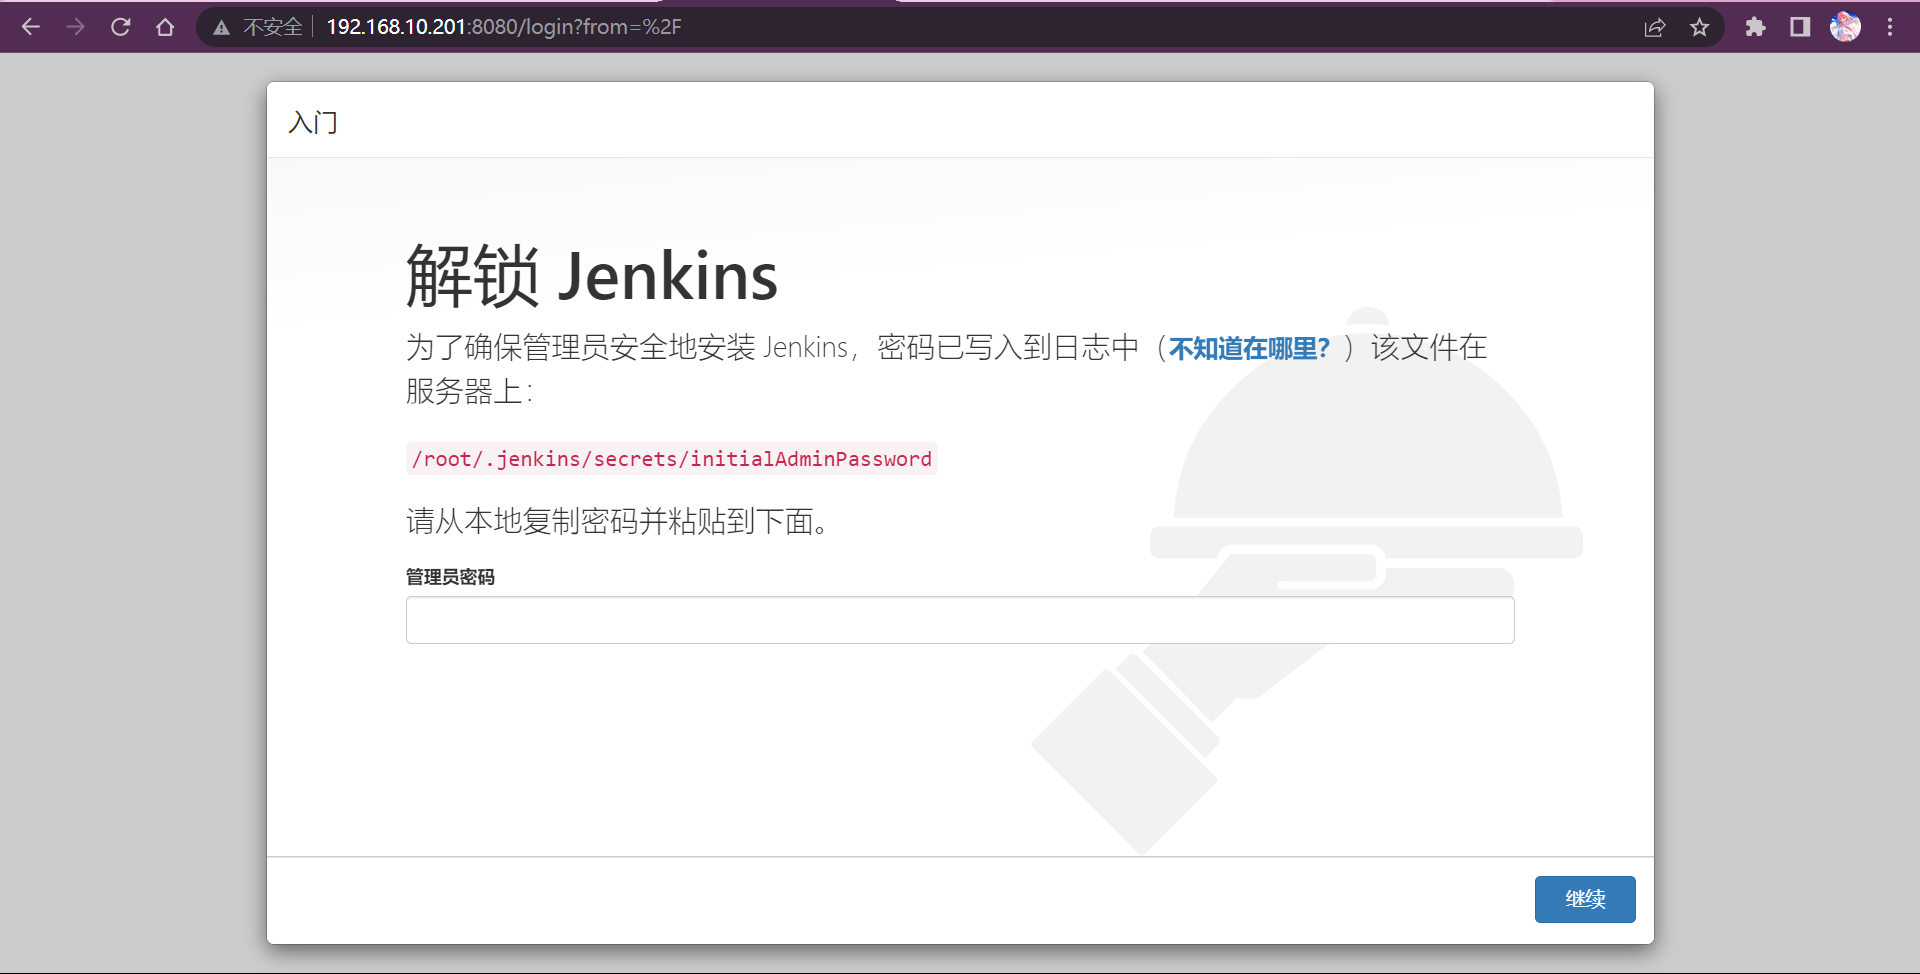 不安全 192.168.10.201:8080/login?from=%2F
入门
解锁 Jenkins
为了确保管理员安全地安装 Jenkins，密码已写入到日志中（不知道在哪里？）该文件在
服务器上：
/root/.jenkins/secrets/initialAdminPassword
请从本地复制密码并粘贴到下面。
管理员密码
继续